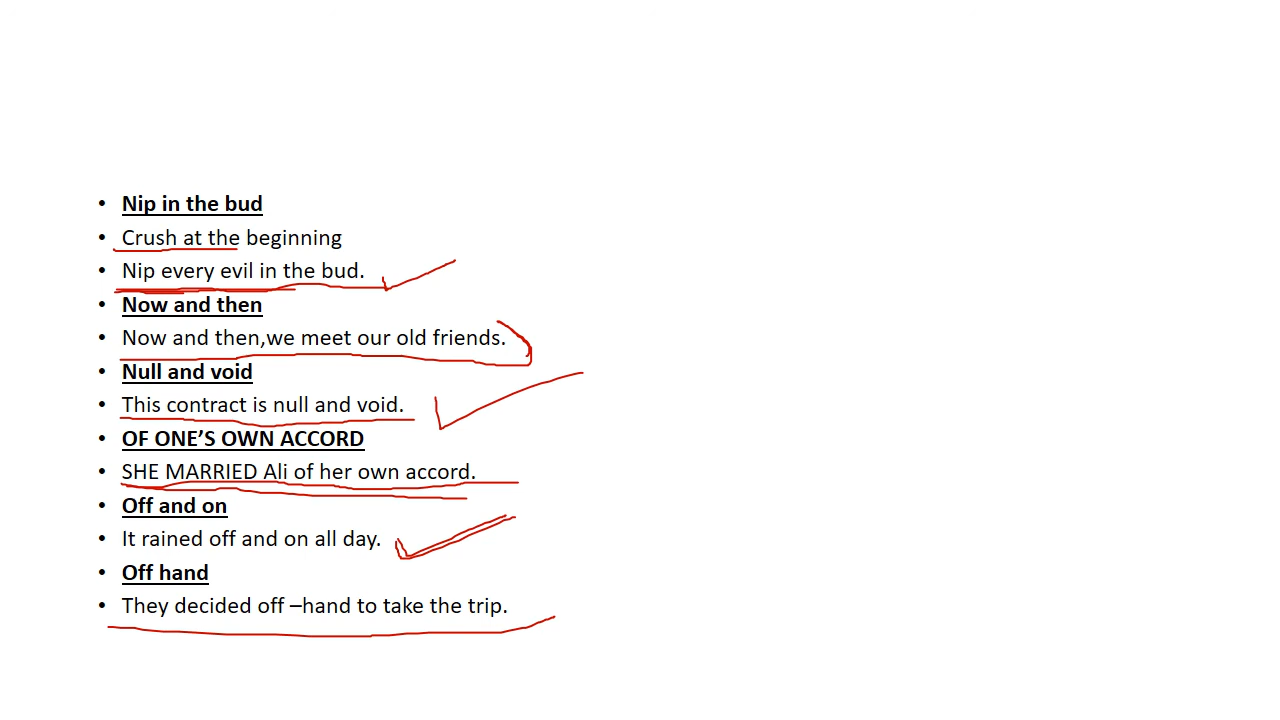 • Nip in the bud
• Crush at the beginning
• Nip every evil in the bud.
• Now and then
• Now and then,we meet our old friends.
• Null and void
• This contract is null and void.
• OF ONE’S OWN ACCORD
• SHE MARRIED Ali of her own accord.
• Off and on
• It rained off and on all day.
• Off hand
• They decided off –hand to take the trip.